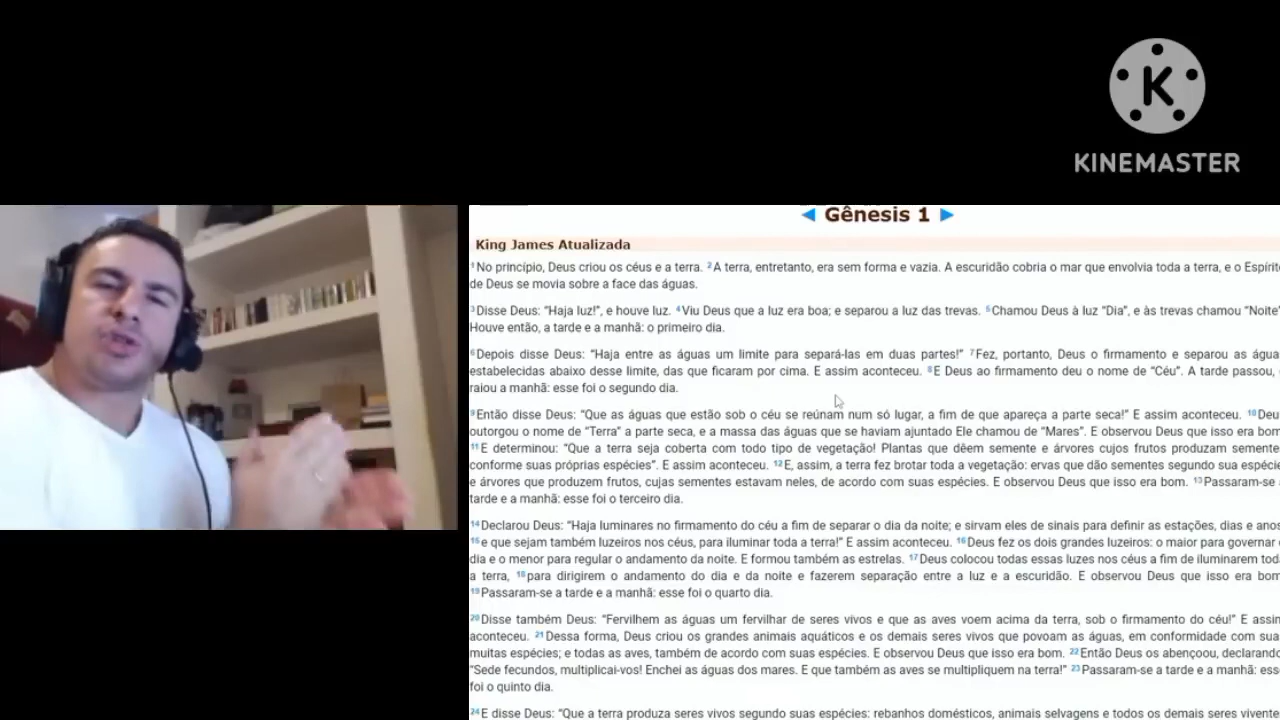 K
KINEMASTER
◄ Gênesis 1 ►
King James Atualizada
1No princípio, Deus criou os céus e a terra. 2A terra, entretanto, era sem forma e vazia. A escuridão cobria o mar que envolvia toda a terra, e o Espírit
de Deus se movia sobre a face das águas.
3Disse Deus: “Haja luz!”, e houve luz. 4Viu Deus que a luz era boa; e separou a luz das trevas. 5Chamou Deus à luz “Dia”, e às trevas chamou “Noite”
Houve então, a tarde e a manhã: o primeiro dia.
6Depois disse Deus: “Haja entre as águas um limite para separá-las em duas partes!” 7Fez, portanto, Deus o firmamento e separou as água
estabelecidas abaixo desse limite, das que ficaram por cima. E assim aconteceu. 8E Deus ao firmamento deu o nome de “Céu”. A tarde passou,
raiou a manhã: esse foi o segundo dia.
9Então disse Deus: “Que as águas que estão sob o céu se reúnam num só lugar, a fim de que apareça a parte seca!” E assim aconteceu. 10Deu
outorgou o nome de “Terra” a parte seca, e a massa das águas que se haviam ajuntado Ele chamou de “Mares”. E observou Deus que isso era bom
11E determinou: “Que a terra seja coberta com todo tipo de vegetação! Plantas que dêem semente e árvores cujos frutos produzam semente
conforme suas próprias espécies”. E assim aconteceu. 12E, assim, a terra fez brotar toda a vegetação: ervas que dão sementes segundo sua espécie
e árvores que produzem frutos, cujas sementes estavam neles, de acordo com suas espécies. E observou Deus que isso era bom. 13Passaram-se
tarde e a manhã: esse foi o terceiro dia.
14Declarou Deus: “Haja luminares no firmamento do céu a fim de separar o dia da noite; e sirvam eles de sinais para definir as estações, dias e anos
15e que sejam também luzeiros nos céus, para iluminar toda a terra!” E assim aconteceu. 16Deus fez os dois grandes luzeiros: o maior para governar
dia e o menor para regular o andamento da noite. E formou também as estrelas. 17Deus colocou todas essas luzes nos céus a fim de iluminarem toda
a terra, 18para dirigirem o andamento do dia e da noite e fazerem separação entre a luz e a escuridão. E observou Deus que isso era bom
19Passaram-se a tarde e a manhã: esse foi o quarto dia.
20Disse também Deus: “Fervilhem as águas um fervilhar de seres vivos e que as aves voem acima da terra, sob o firmamento do céu!” E assim
aconteceu. 21Dessa forma, Deus criou os grandes animais aquáticos e os demais seres vivos que povoam as águas, em conformidade com sua
muitas espécies; e todas as aves, também de acordo com suas espécies. E observou Deus que isso era bom. 22Então Deus os abençoou, declarando
“Sede fecundos, multiplicai-vos! Enchei as águas dos mares. E que também as aves se multipliquem na terra!” 23Passaram-se a tarde e a manhã: ess
foi o quinto dia.
24E disse Deus: “Que a terra produza seres vivos segundo suas espécies: rebanhos domésticos, animais selvagens e todos os demais seres vivente